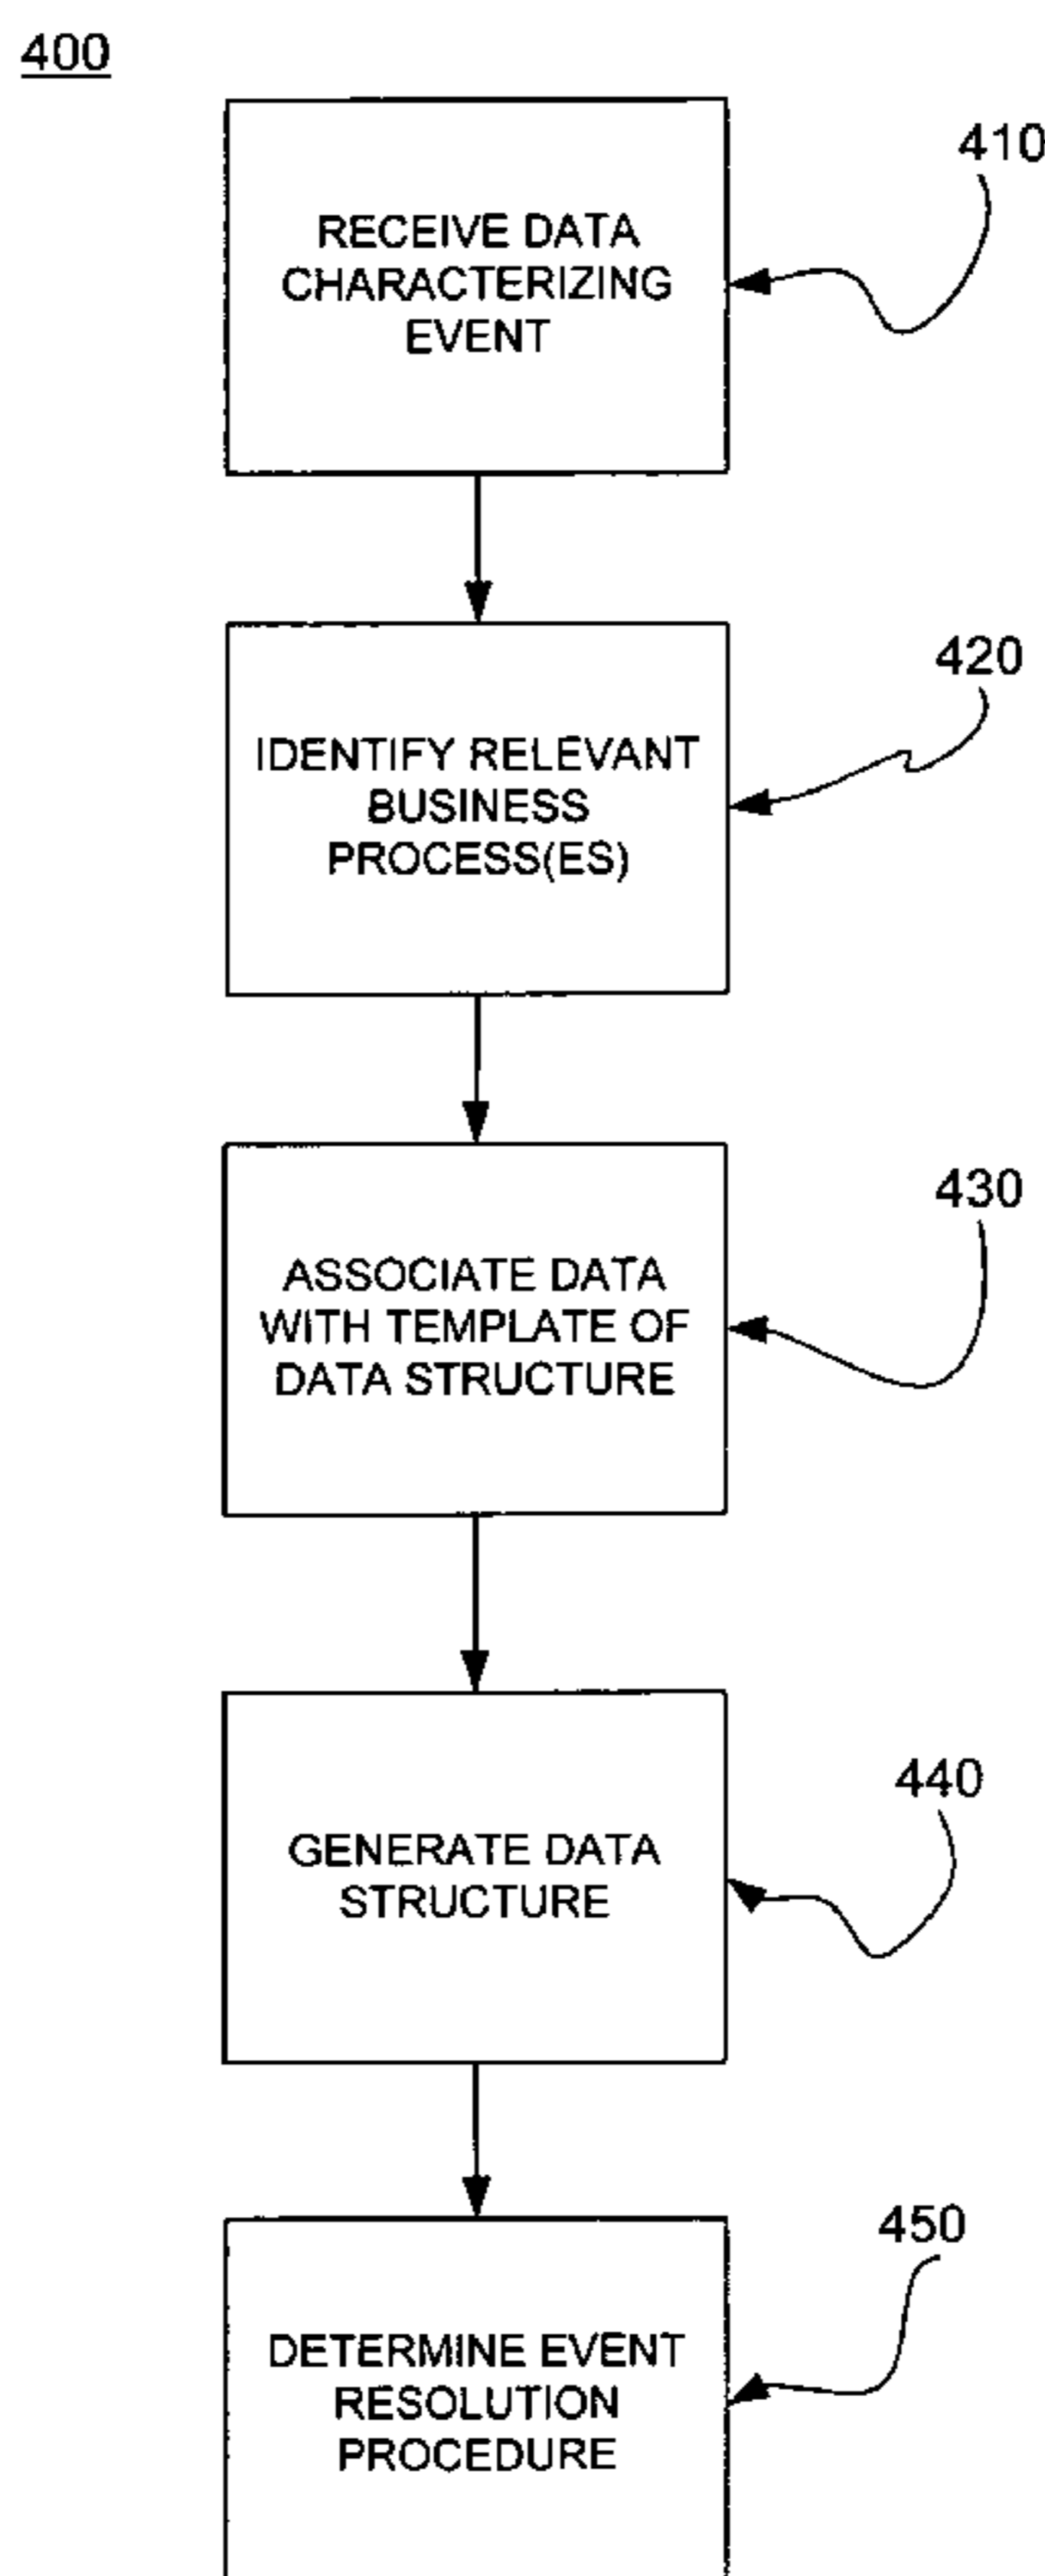 400
410
RECEIVE DATA
CHARACTERIZING
EVENT
420
IDENTIFY RELEVANT
BUSINESS
PROCESS(ES)
430
ASSOCIATE DATA
WITH TEMPLATE OF
DATA STRUCTURE
440
GENERATE DATA
STRUCTURE
450
DETERMINE EVENT
RESOLUTION
PROCEDURE